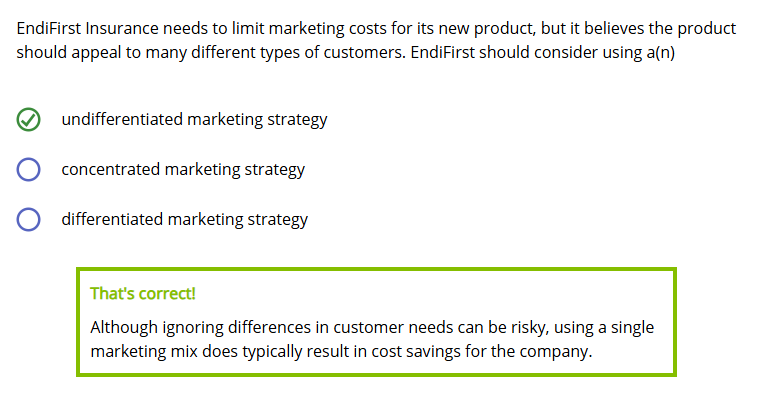 EndiFirst Insurance needs to limit marketing costs for its new product, but it believes the product
should appeal to many different types of customers. EndiFirst should consider using a(n)
undifferentiated marketing strategy
concentrated marketing strategy
differentiated marketing strategy
That's correct!
Although ignoring differences in customer needs can be risky, using a single
marketing mix does typically result in cost savings for the company.